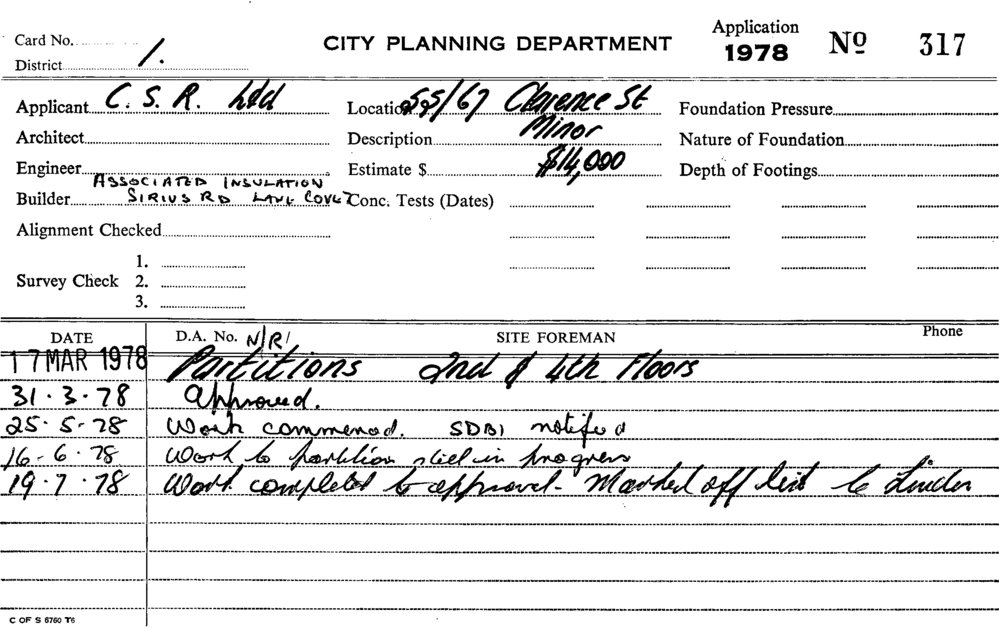 Card No.
District 1.
CITY PLANNING DEPARTMENT
Application 1978 Nº 317
Applicant C. S. R. Ltd
Location 55/67 Clarence St
Foundation Pressure
Architect
Description Minor
Nature of Foundation
Engineer
Estimate $ $14,000
Depth of Footings
Builder ASSOCIATED INSULATION
SIRIUS RD LANE COVE
Conc. Tests (Dates)
Alignment Checked
Survey Check 1.
2.
3.
DATE D.A. No. N/R/ SITE FOREMAN Phone
17 MAR 1978 Partitions 2nd & 4th Floors
31.3.78 Approved.
25.5.78 Work commenced. SDBI notified
16-6.78 Work to partition still in progress
19.7.78 Work completed to approval - Marked off list to
C OF S 6760 T6